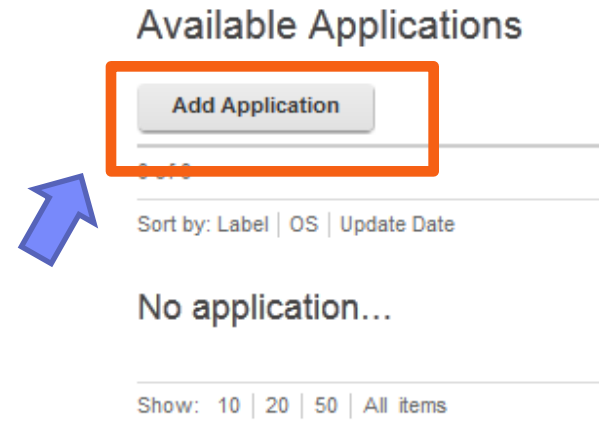 Available Applications
Add Application
Sort by: Label | OS | Update Date
No application...
Show: 10 | 20 | 50 | All items